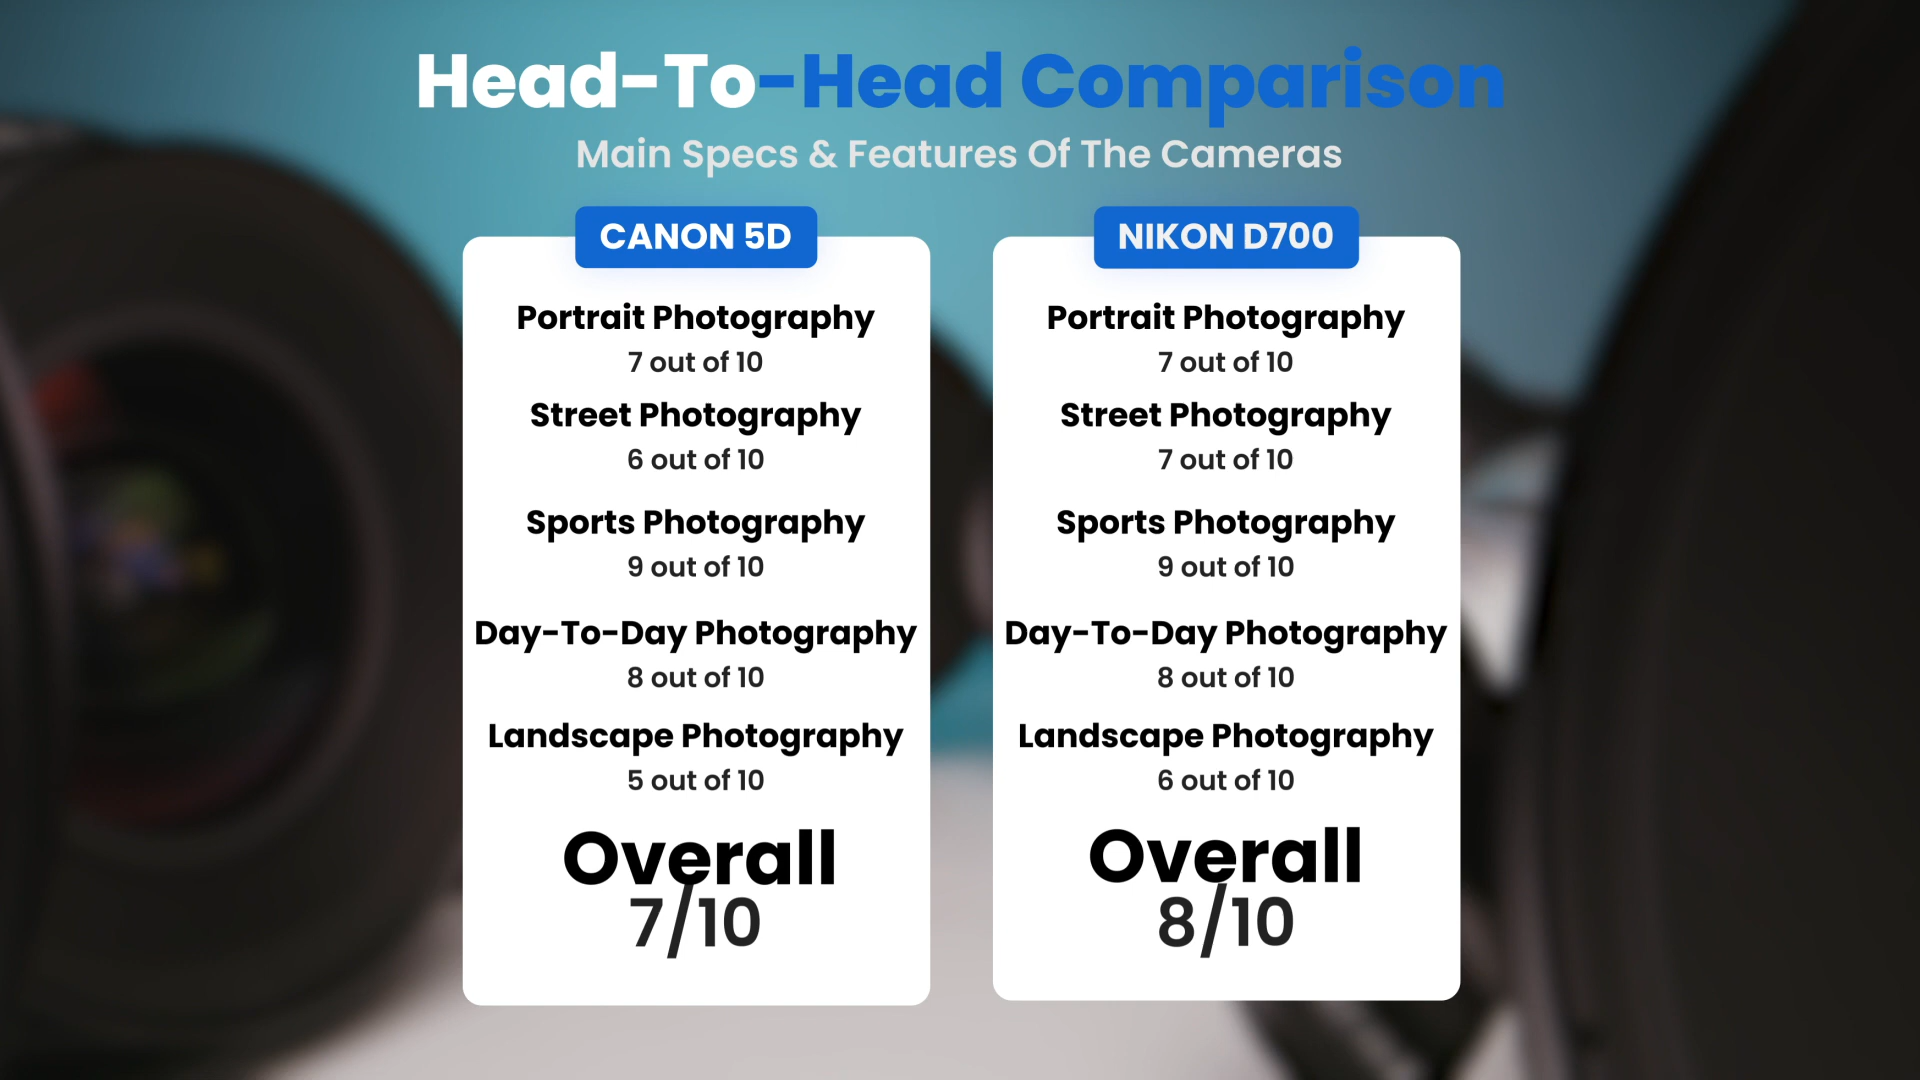 Head-To-Head Comparison
Main Specs & Features Of The Cameras
CANON 5D
Portrait Photography
7 out of 10
Street Photography
6 out of 10
Sports Photography
9 out of 10
Day-To-Day Photography
8 out of 10
Landscape Photography
5 out of 10
Overall
7/10
NIKON D700
Portrait Photography
7 out of 10
Street Photography
7 out of 10
Sports Photography
9 out of 10
Day-To-Day Photography
8 out of 10
Landscape Photography
6 out of 10
Overall
8/10